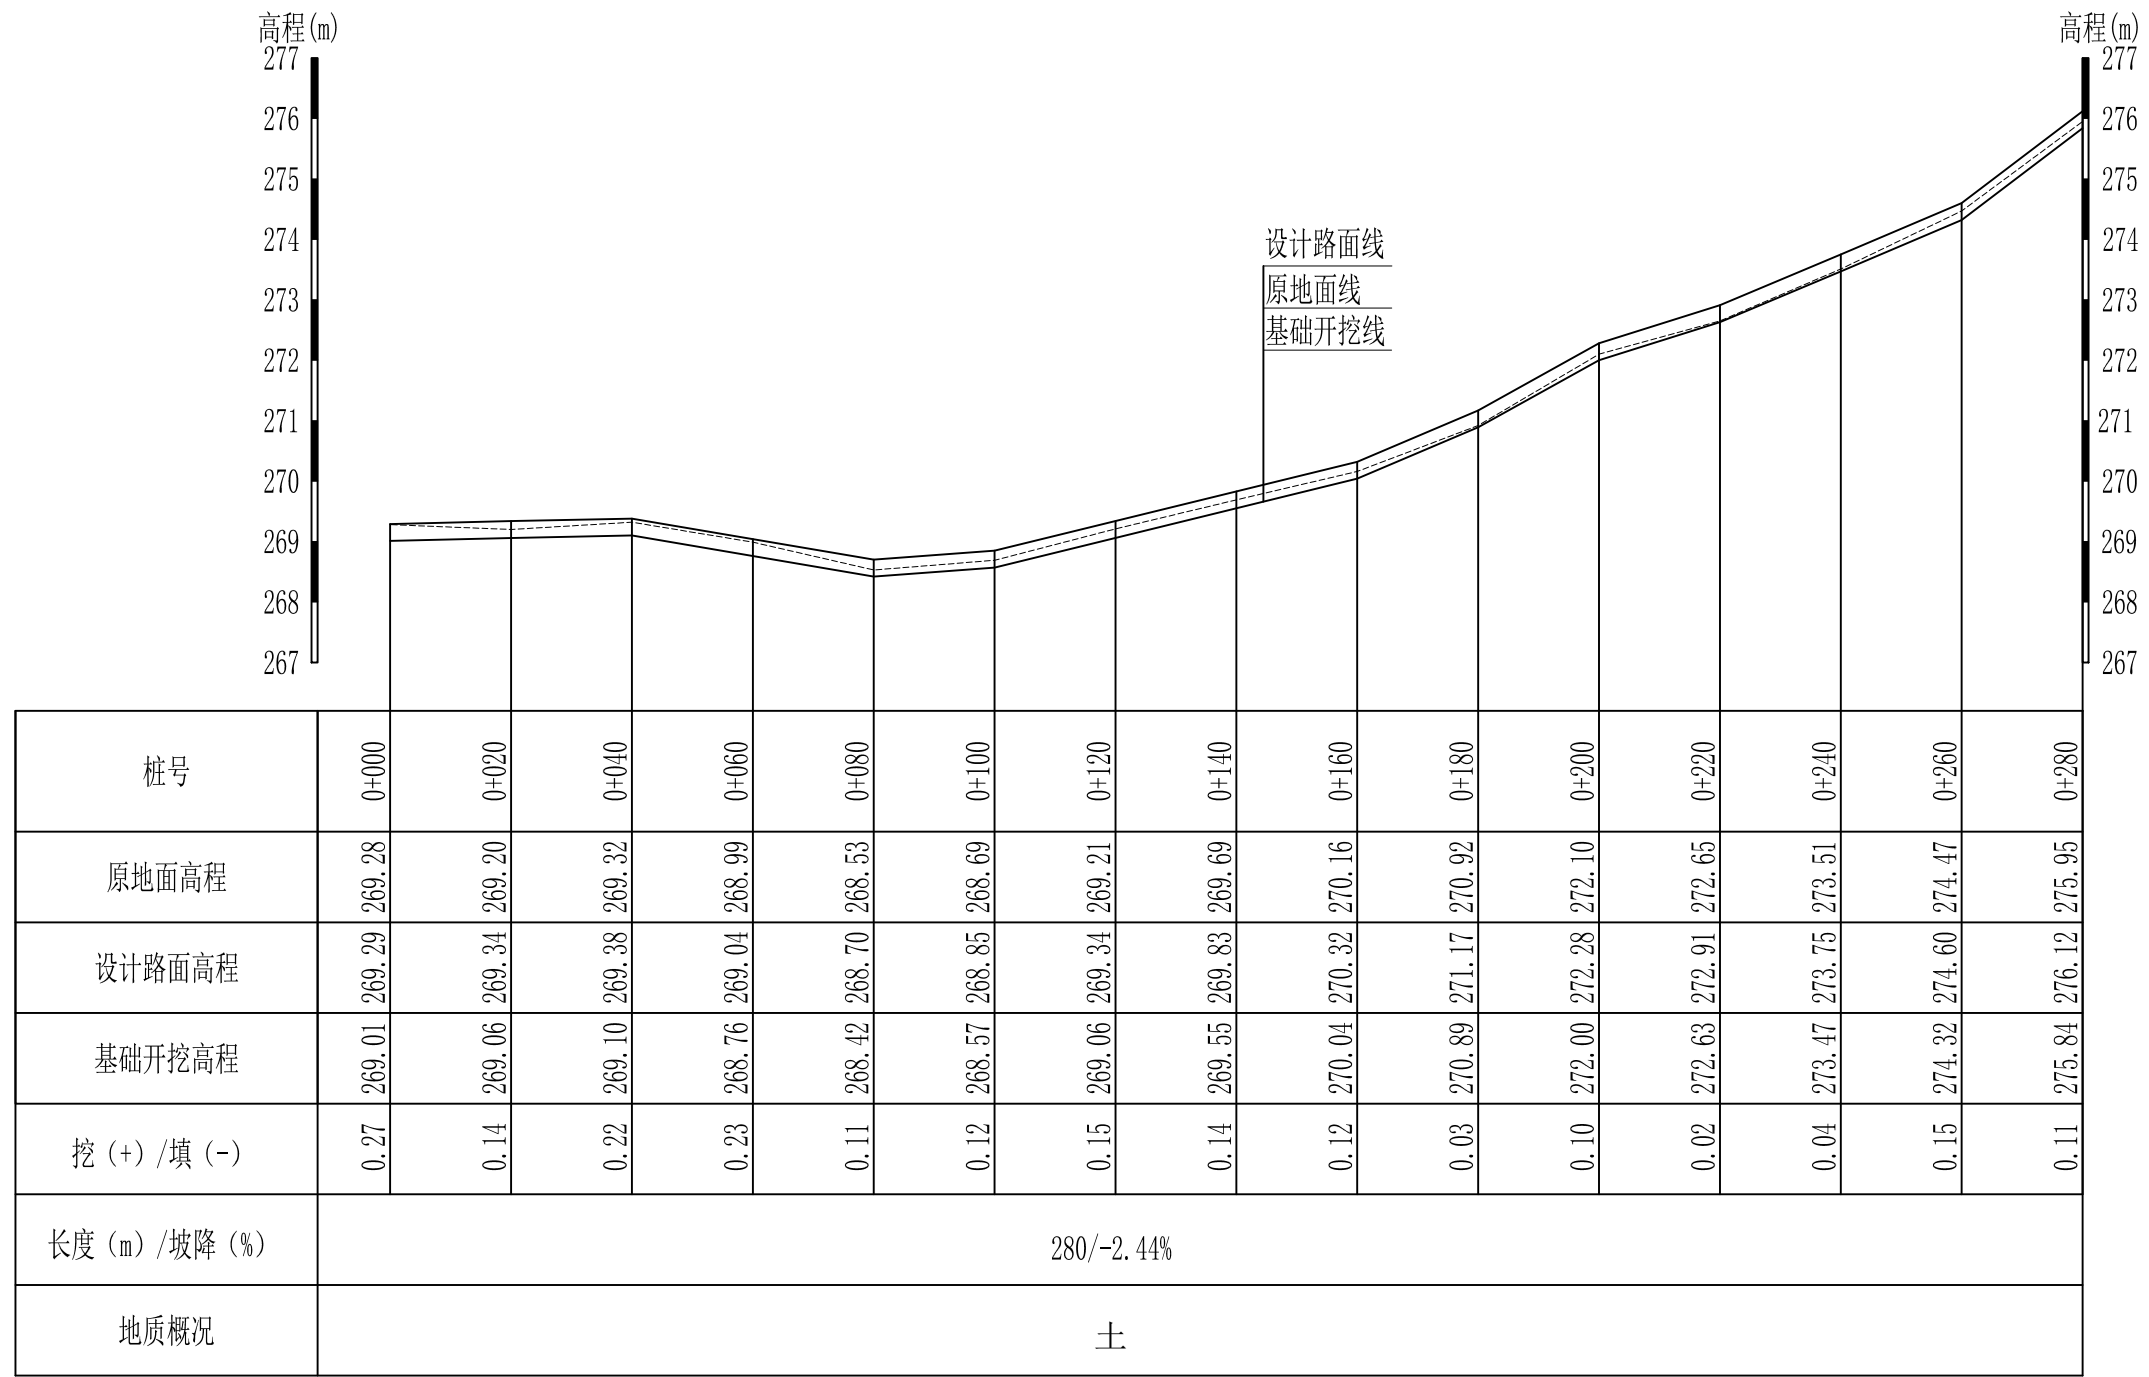 高程(m)
高程(m)
277
276
275
274
273
272
271
270
269
268
267
277
276
275
274
273
272
271
270
269
268
267
设计路面线
原地面线
基础开挖线
桩号 0+000 0+020 0+040 0+060 0+080 0+100 0+120 0+140 0+160 0+180 0+200 0+220 0+240 0+260 0+280
原地面高程 269.28 269.20 269.32 268.99 268.53 268.69 269.21 269.69 270.16 270.92 272.10 272.65 273.51 274.47 275.95
设计路面高程 269.29 269.34 269.38 269.04 268.70 268.85 269.34 269.83 270.32 271.17 272.28 272.91 273.75 274.60 276.12
基础开挖高程 269.01 269.06 269.10 268.76 268.42 268.57 269.06 269.55 270.04 270.89 272.00 272.63 273.47 274.32 275.84
挖（+）/填（-） 0.27 0.14 0.22 0.23 0.11 0.12 0.15 0.14 0.12 0.03 0.10 0.02 0.04 0.15 0.11
长度（m）/坡降（%） 280/-2.44%
地质概况 土